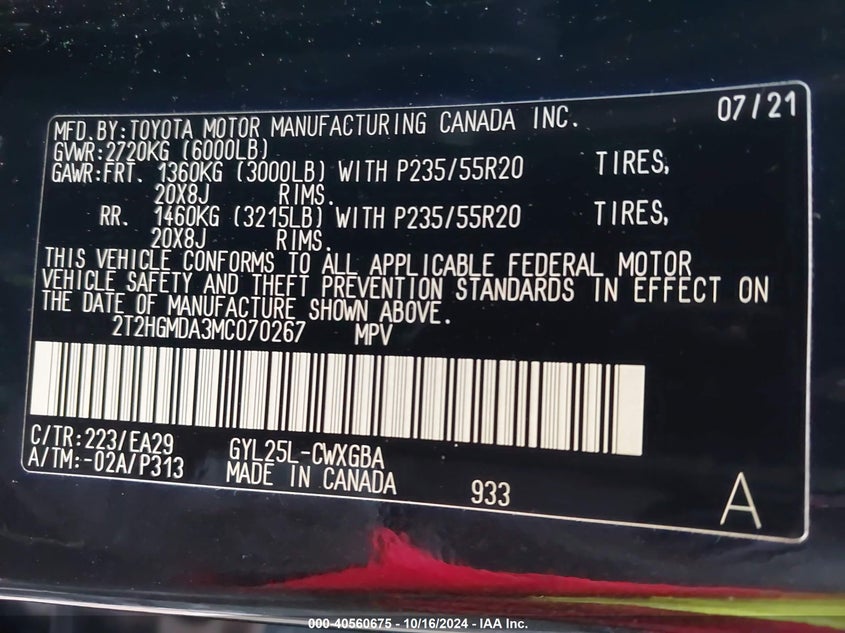 07/21
MFD.BY:TOYOTA MOTOR MANUFACTURING CANADA INC.
GVWR:2720KG (6000LB)
GAWR:FRT. 1360KG (3000LB) WITH P235/55R20 TIRES,
20X8J RIMS.
RR. 1460KG (3215LB) WITH P235/55R20 TIRES,
20X8J RIMS.
THIS VEHICLE CONFORMS TO ALL APPLICABLE FEDERAL MOTOR
VEHICLE SAFETY AND THEFT PREVENTION STANDARDS IN EFFECT ON
THE DATE OF MANUFACTURE SHOWN ABOVE.
2T2HGMDA3MC070267 MPV
C/TR:223/EA29 GYL25L-CWXGBA
A/TM:-02A/P313 MADE IN CANADA 933 A
000-40560675 - 10/16/2024 - IAA Inc.